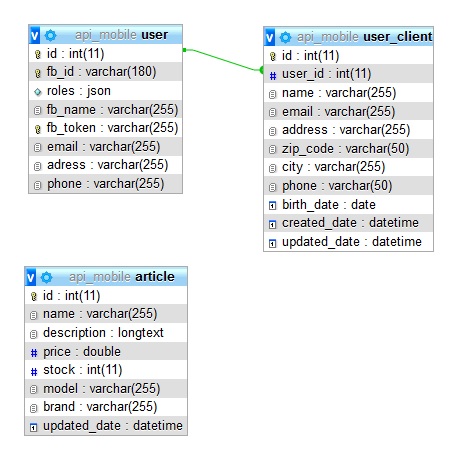 v api_mobile user
id : int(11)
fb_id : varchar(180)
roles : json
fb_name : varchar(255)
fb_token : varchar(255)
email : varchar(255)
adress : varchar(255)
phone : varchar(255)
v api_mobile user_client
id : int(11)
# user_id : int(11)
name : varchar(255)
email : varchar(255)
address : varchar(255)
zip_code : varchar(50)
city : varchar(255)
phone : varchar(50)
birth_date : date
created_date : datetime
updated_date : datetime
v api_mobile article
id : int(11)
name : varchar(255)
description : longtext
# price : double
# stock : int(11)
model : varchar(255)
brand : varchar(255)
updated_date : datetime